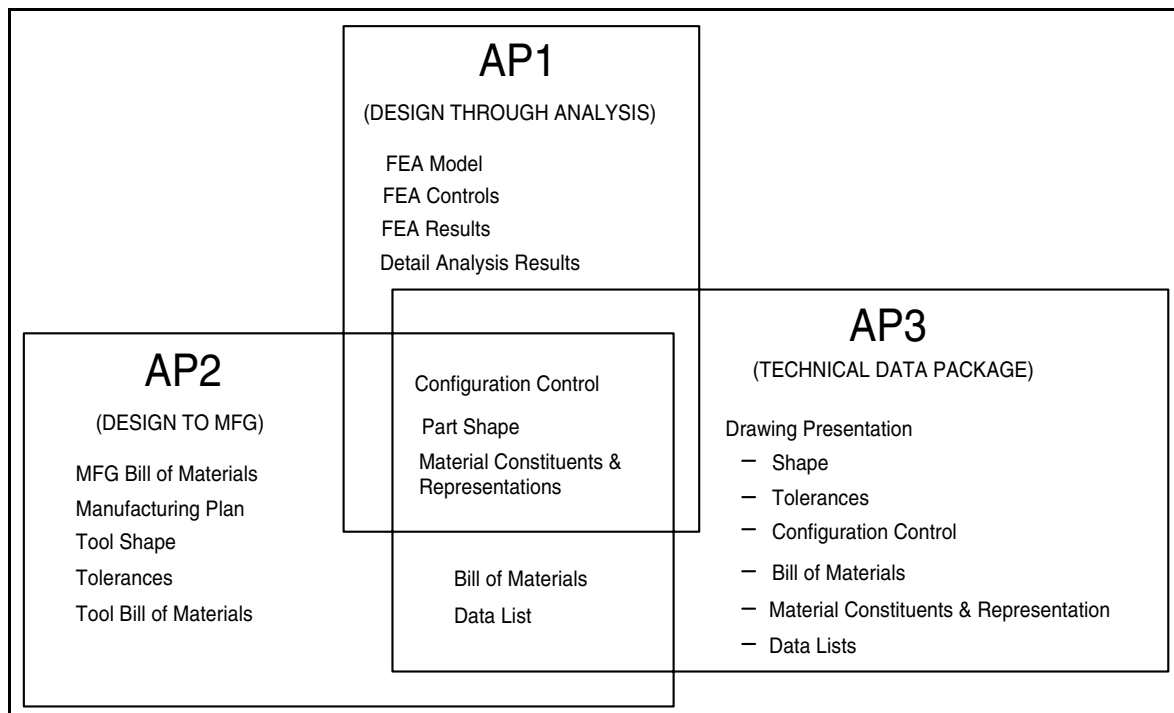 AP1
(DESIGN THROUGH ANALYSIS)
FEA Model
FEA Controls
FEA Results
Detail Analysis Results
AP2
(DESIGN TO MFG)
MFG Bill of Materials
Manufacturing Plan
Tool Shape
Tolerances
Tool Bill of Materials
Configuration Control
Part Shape
Material Constituents &
Representations
Bill of Materials
Data List
AP3
(TECHNICAL DATA PACKAGE)
Drawing Presentation
– Shape
– Tolerances
– Configuration Control
– Bill of Materials
– Material Constituents & Representation
– Data Lists